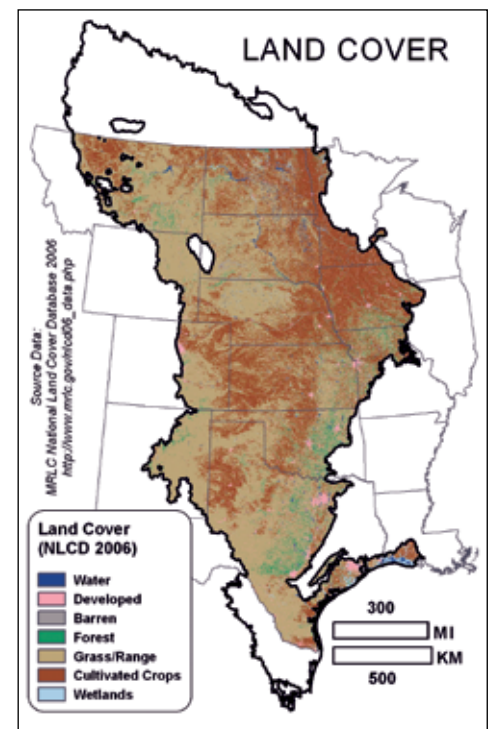 LAND COVER
Source Data:
MRLC National Land Cover Database 2006
http://www.mrlc.gov/nlcd06_data.php
Land Cover
(NLCD 2006)
Water
Developed
Barren
Forest
Grass/Range
Cultivated Crops
Wetlands
300
MI
KM
500